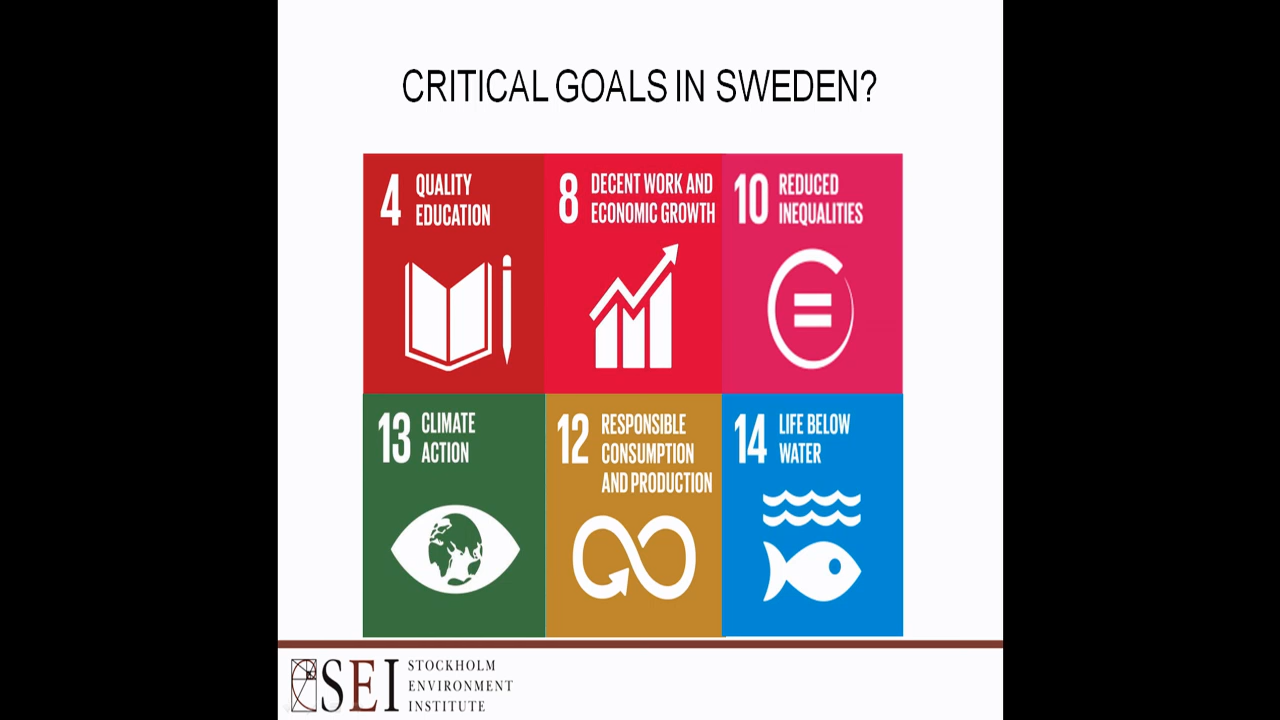 CRITICAL GOALS IN SWEDEN?
4 QUALITY
EDUCATION
8 DECENT WORK AND
ECONOMIC GROWTH
10 REDUCED
INEQUALITIES
13 CLIMATE
ACTION
12 RESPONSIBLE
CONSUMPTION
AND PRODUCTION
14 LIFE BELOW
WATER
SEI STOCKHOLM
ENVIRONMENT
INSTITUTE